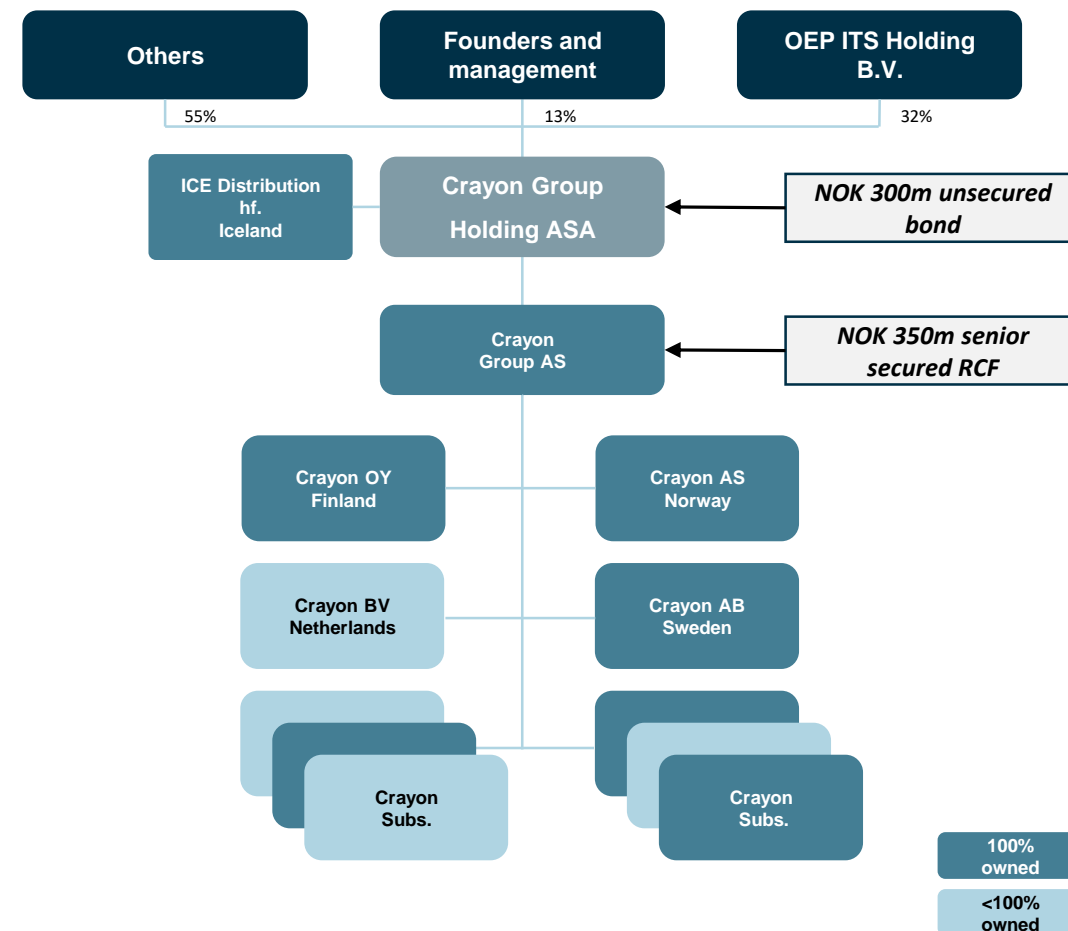 Others
Founders and
management
OEP ITS Holding
B.V.
55%
13%
32%
ICE Distribution
hf.
Iceland
Crayon Group
Holding ASA
NOK 300m unsecured
bond
Crayon
Group AS
NOK 350m senior
secured RCF
Crayon OY
Finland
Crayon AS
Norway
Crayon BV
Netherlands
Crayon AB
Sweden
Crayon
Subs.
Crayon
Subs.
100%
owned
<100%
owned